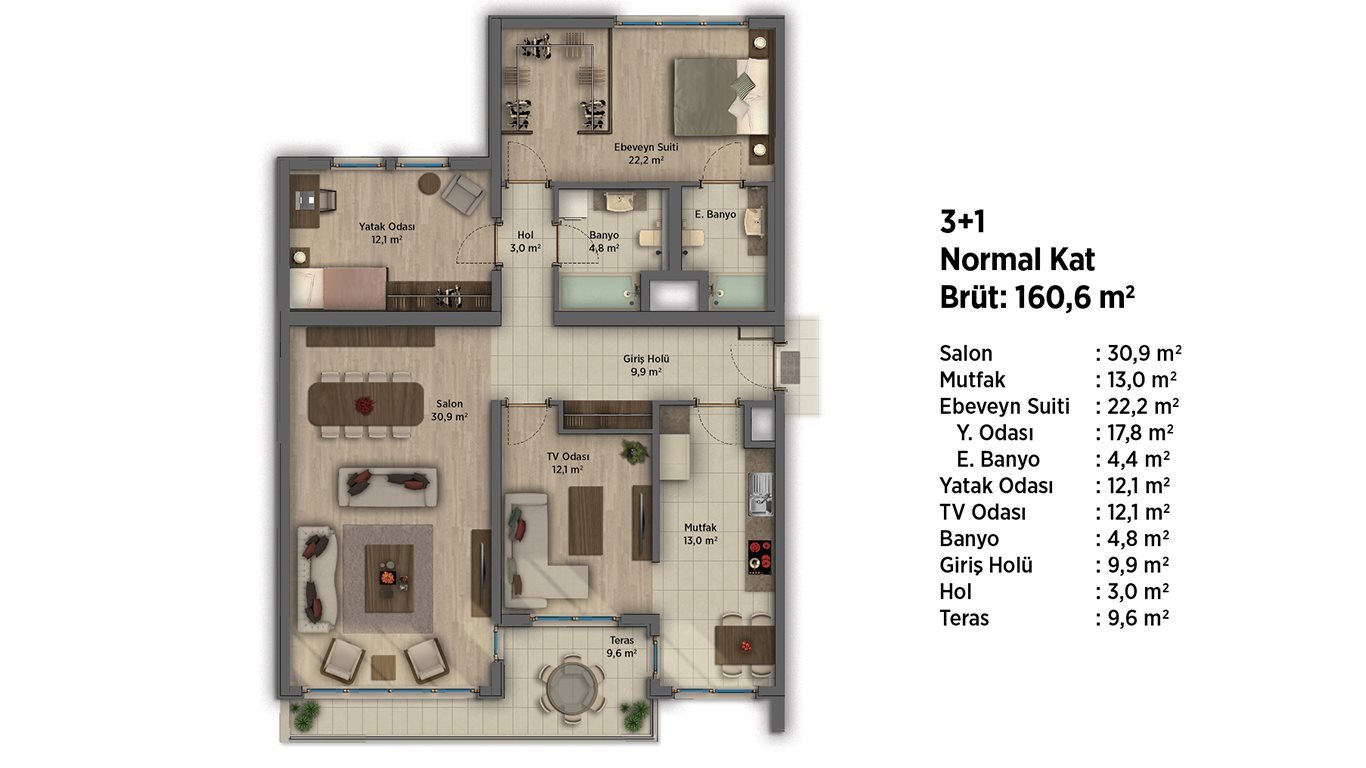 Ebeveyn Suiti
22,2 m²
Yatak Odası
12,1 m²
Hol
3,0 m²
Banyo
4,8 m²
E. Banyo
Giriş Holü
9,9 m²
Salon
30,9 m²
TV Odası
12,1 m²
Mutfak
13,0 m²
Teras
9,6 m²
3+1
Normal Kat
Brüt: 160,6 m²
Salon : 30,9 m²
Mutfak : 13,0 m²
Ebeveyn Suiti : 22,2 m²
Y. Odası : 17,8 m²
E. Banyo : 4,4 m²
Yatak Odası : 12,1 m²
TV Odası : 12,1 m²
Banyo : 4,8 m²
Giriş Holü : 9,9 m²
Hol : 3,0 m²
Teras : 9,6 m²